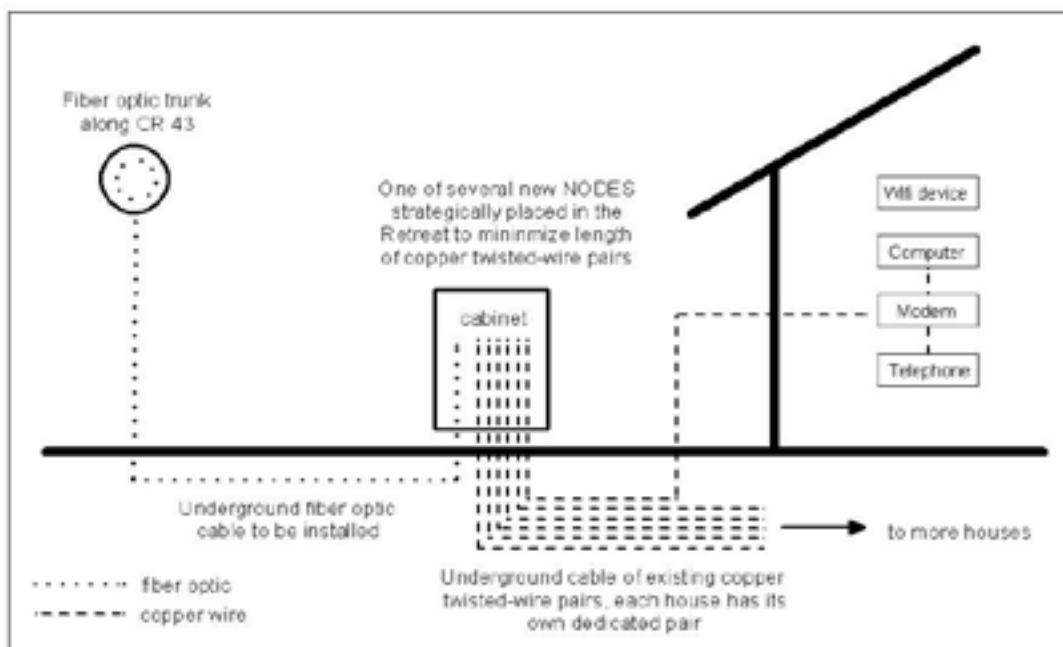 Fiber optic trunk
along CR 43
One of several new NODES
strategically placed in the
Retreat to mininmize length
of copper twisted-wire pairs
cabinet
Wifi device
Computer
Modem
Telephone
Underground fiber optic
cable to be installed
to more houses
fiber optic
copper wire
Underground cable of existing copper
twisted-wire pairs, each house has its
own dedicated pair